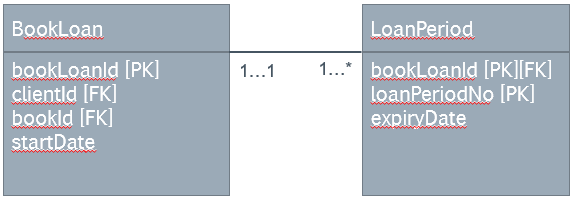 BookLoan
bookLoanId [PK]
clientId [FK]
bookId [FK]
startDate
1...1
1...*
LoanPeriod
bookLoanId [PK][FK]
loanPeriodNo [PK]
expiryDate